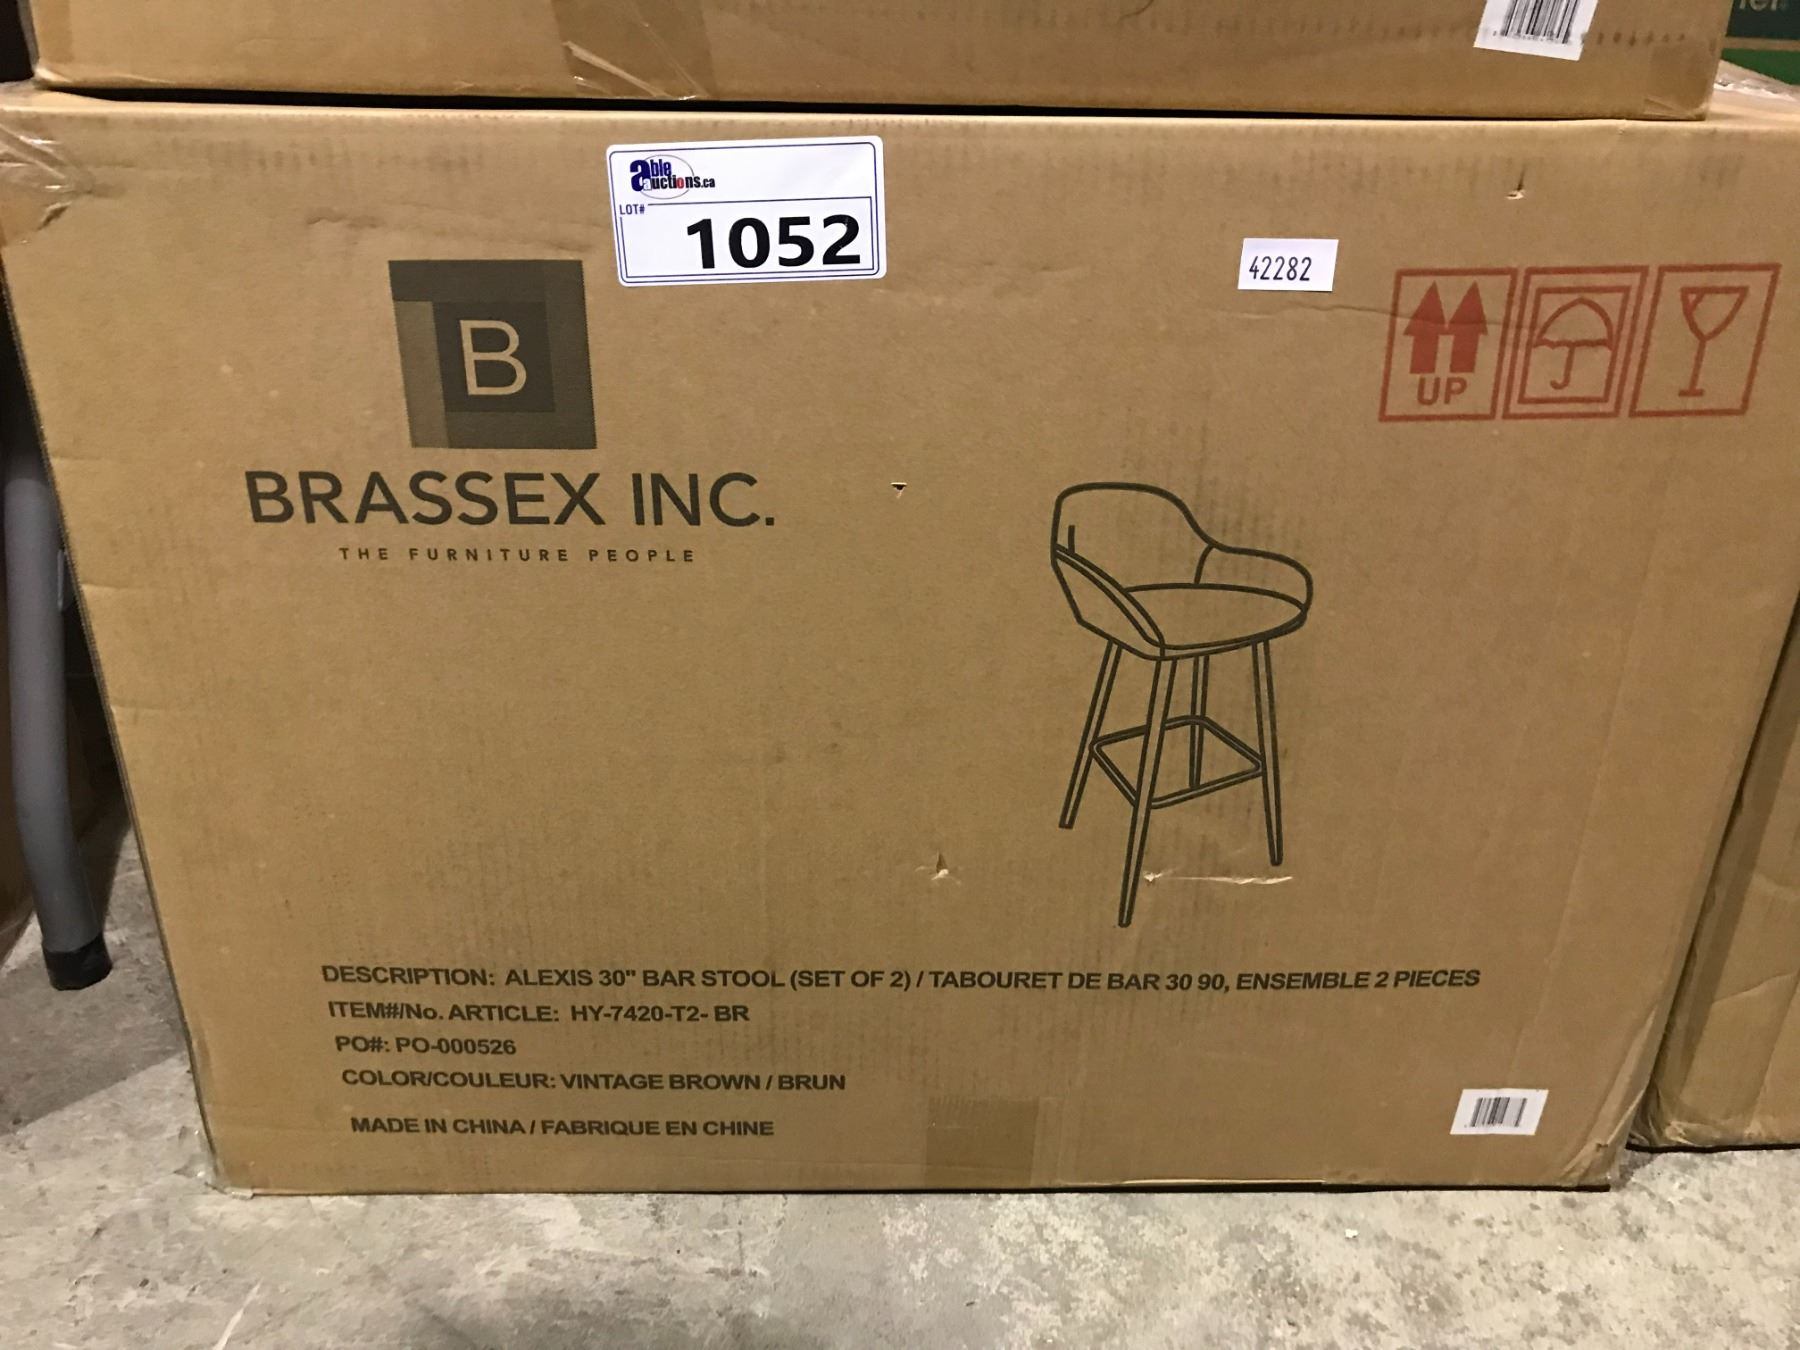 able auctions.ca
LOT#
1052
42282
B
UP
BRASSEX INC.
THE FURNITURE PEOPLE
DESCRIPTION: ALEXIS 30" BAR STOOL (SET OF 2) / TABOURET DE BAR 30 90, ENSEMBLE 2 PIECES
ITEM#/No. ARTICLE: HY-7420-T2- BR
PO#: PO-000526
COLOR/COULEUR: VINTAGE BROWN / BRUN
MADE IN CHINA / FABRIQUE EN CHINE